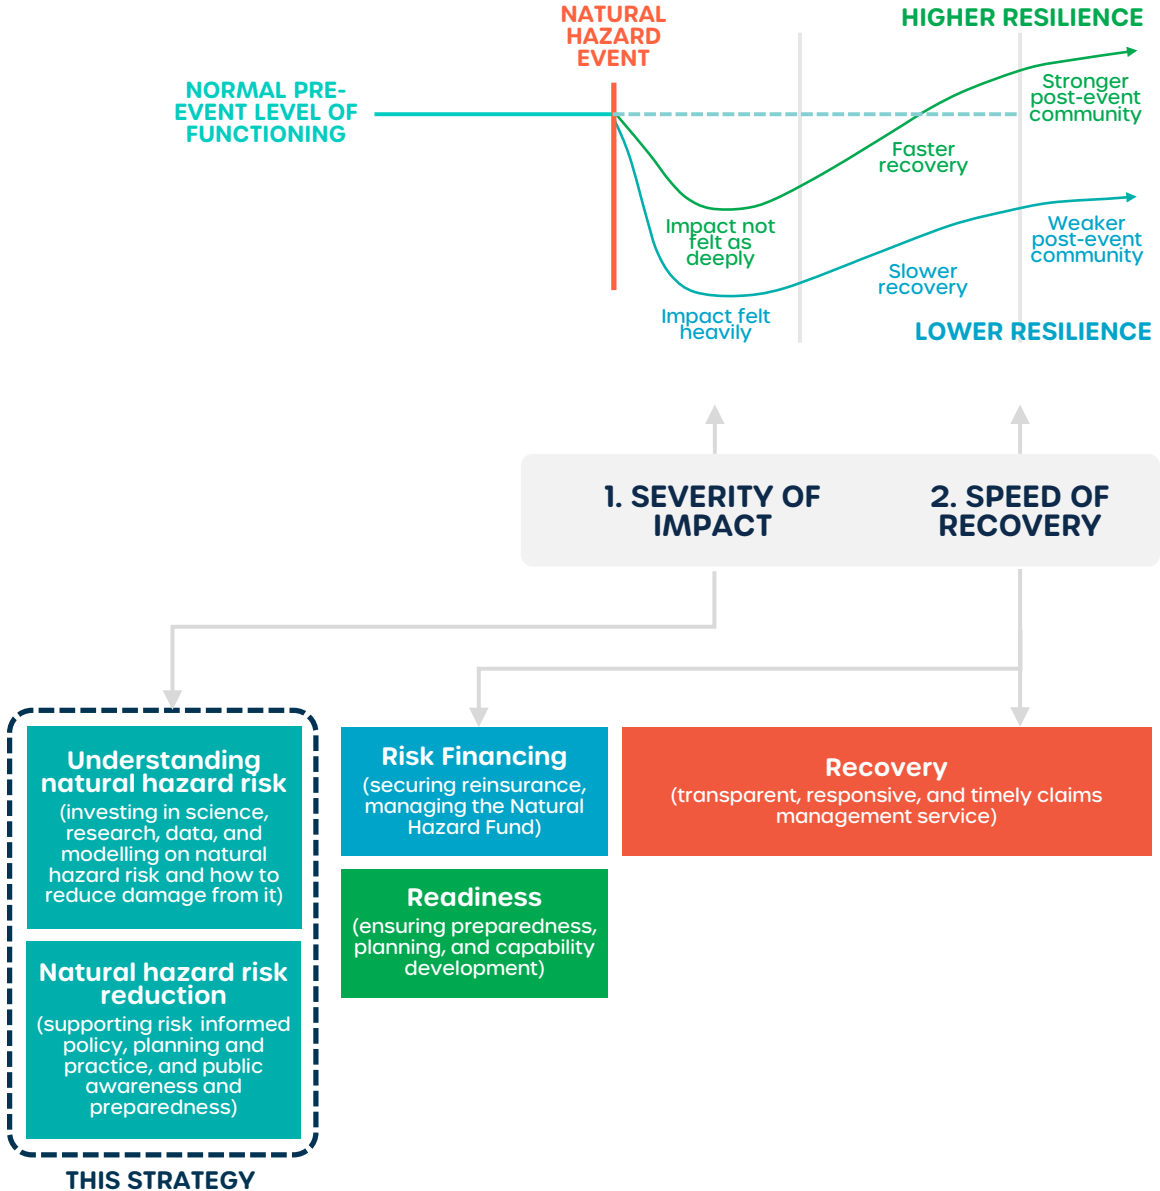 NATURAL
HAZARD
EVENT
HIGHER RESILIENCE
NORMAL PRE-
EVENT LEVEL OF
FUNCTIONING
Stronger
post-event
community
Faster
recovery
Impact not
felt as
deeply
Weaker
post-event
community
Slower
recovery
Impact felt
heavily
LOWER RESILIENCE
1. SEVERITY OF
IMPACT
2. SPEED OF
RECOVERY
Understanding
natural hazard risk
(investing in science,
research, data, and
modelling on natural
hazard risk and how to
reduce damage from it)
Natural hazard risk
reduction
(supporting risk informed
policy, planning and
practice, and public
awareness and
preparedness)
THIS STRATEGY
Risk Financing
(securing reinsurance,
managing the Natural
Hazard Fund)
Readiness
(ensuring preparedness,
planning, and capability
development)
Recovery
(transparent, responsive, and timely claims
management service)